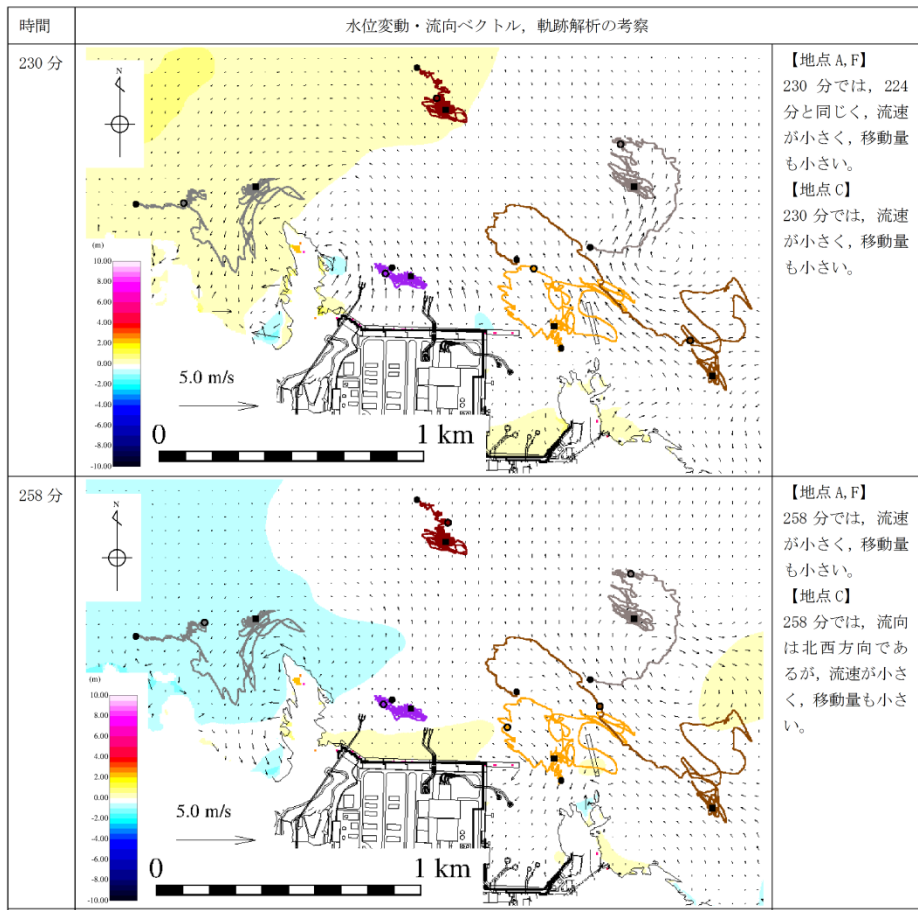 時間
水位変動・流向ベクトル，軌跡解析の考察
230 分
N
(m)
10.00
8.00
6.00
4.00
2.00
0.00
-2.00
-4.00
-6.00
-8.00
-10.00
5.0 m/s
0
1 km
【地点 A,F】
230 分では，224
分と同じく，流速
が小さく，移動量
も小さい。
【地点 C】
230 分では，流速
が小さく，移動量
も小さい。
258 分
N
(m)
10.00
8.00
6.00
4.00
2.00
0.00
-2.00
-4.00
-6.00
-8.00
-10.00
5.0 m/s
0
1 km
【地点 A,F】
258 分では，流速
が小さく，移動量
も小さい。
【地点 C】
258 分では，流向
は北西方向であ
るが，流速が小さ
く，移動量も小さ
い。